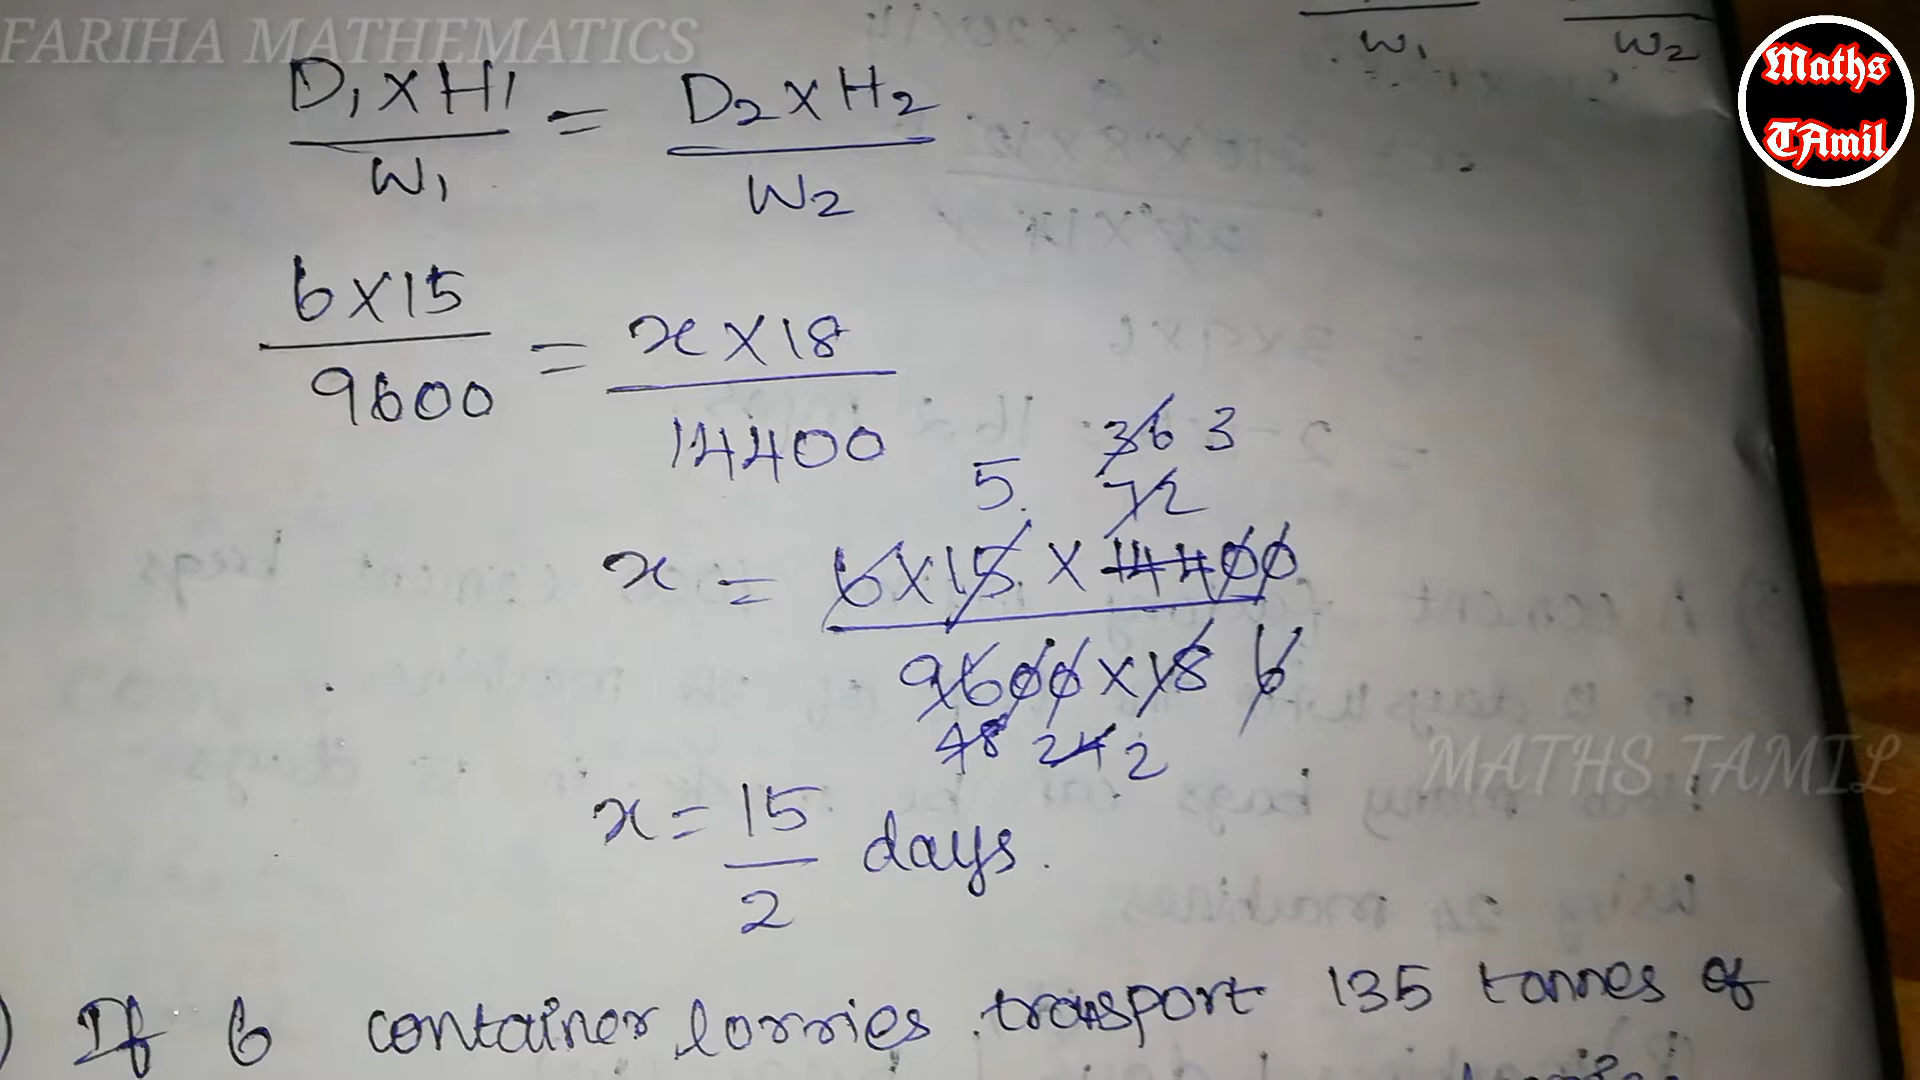 FARIHA MATHEMATICS
W1 W2
Maths
TAmil
D1 x H1 / W1 = D2 x H2 / W2
6 x 15 / 9600 = x x 18 / 14400
36 3
5 72
x = 6 x 15 x 14400 / 9600 x 18 6
48 24 2
MATHS TAMIL
x = 15 / 2 days.
) If 6 container lorries transport 135 tonnes of